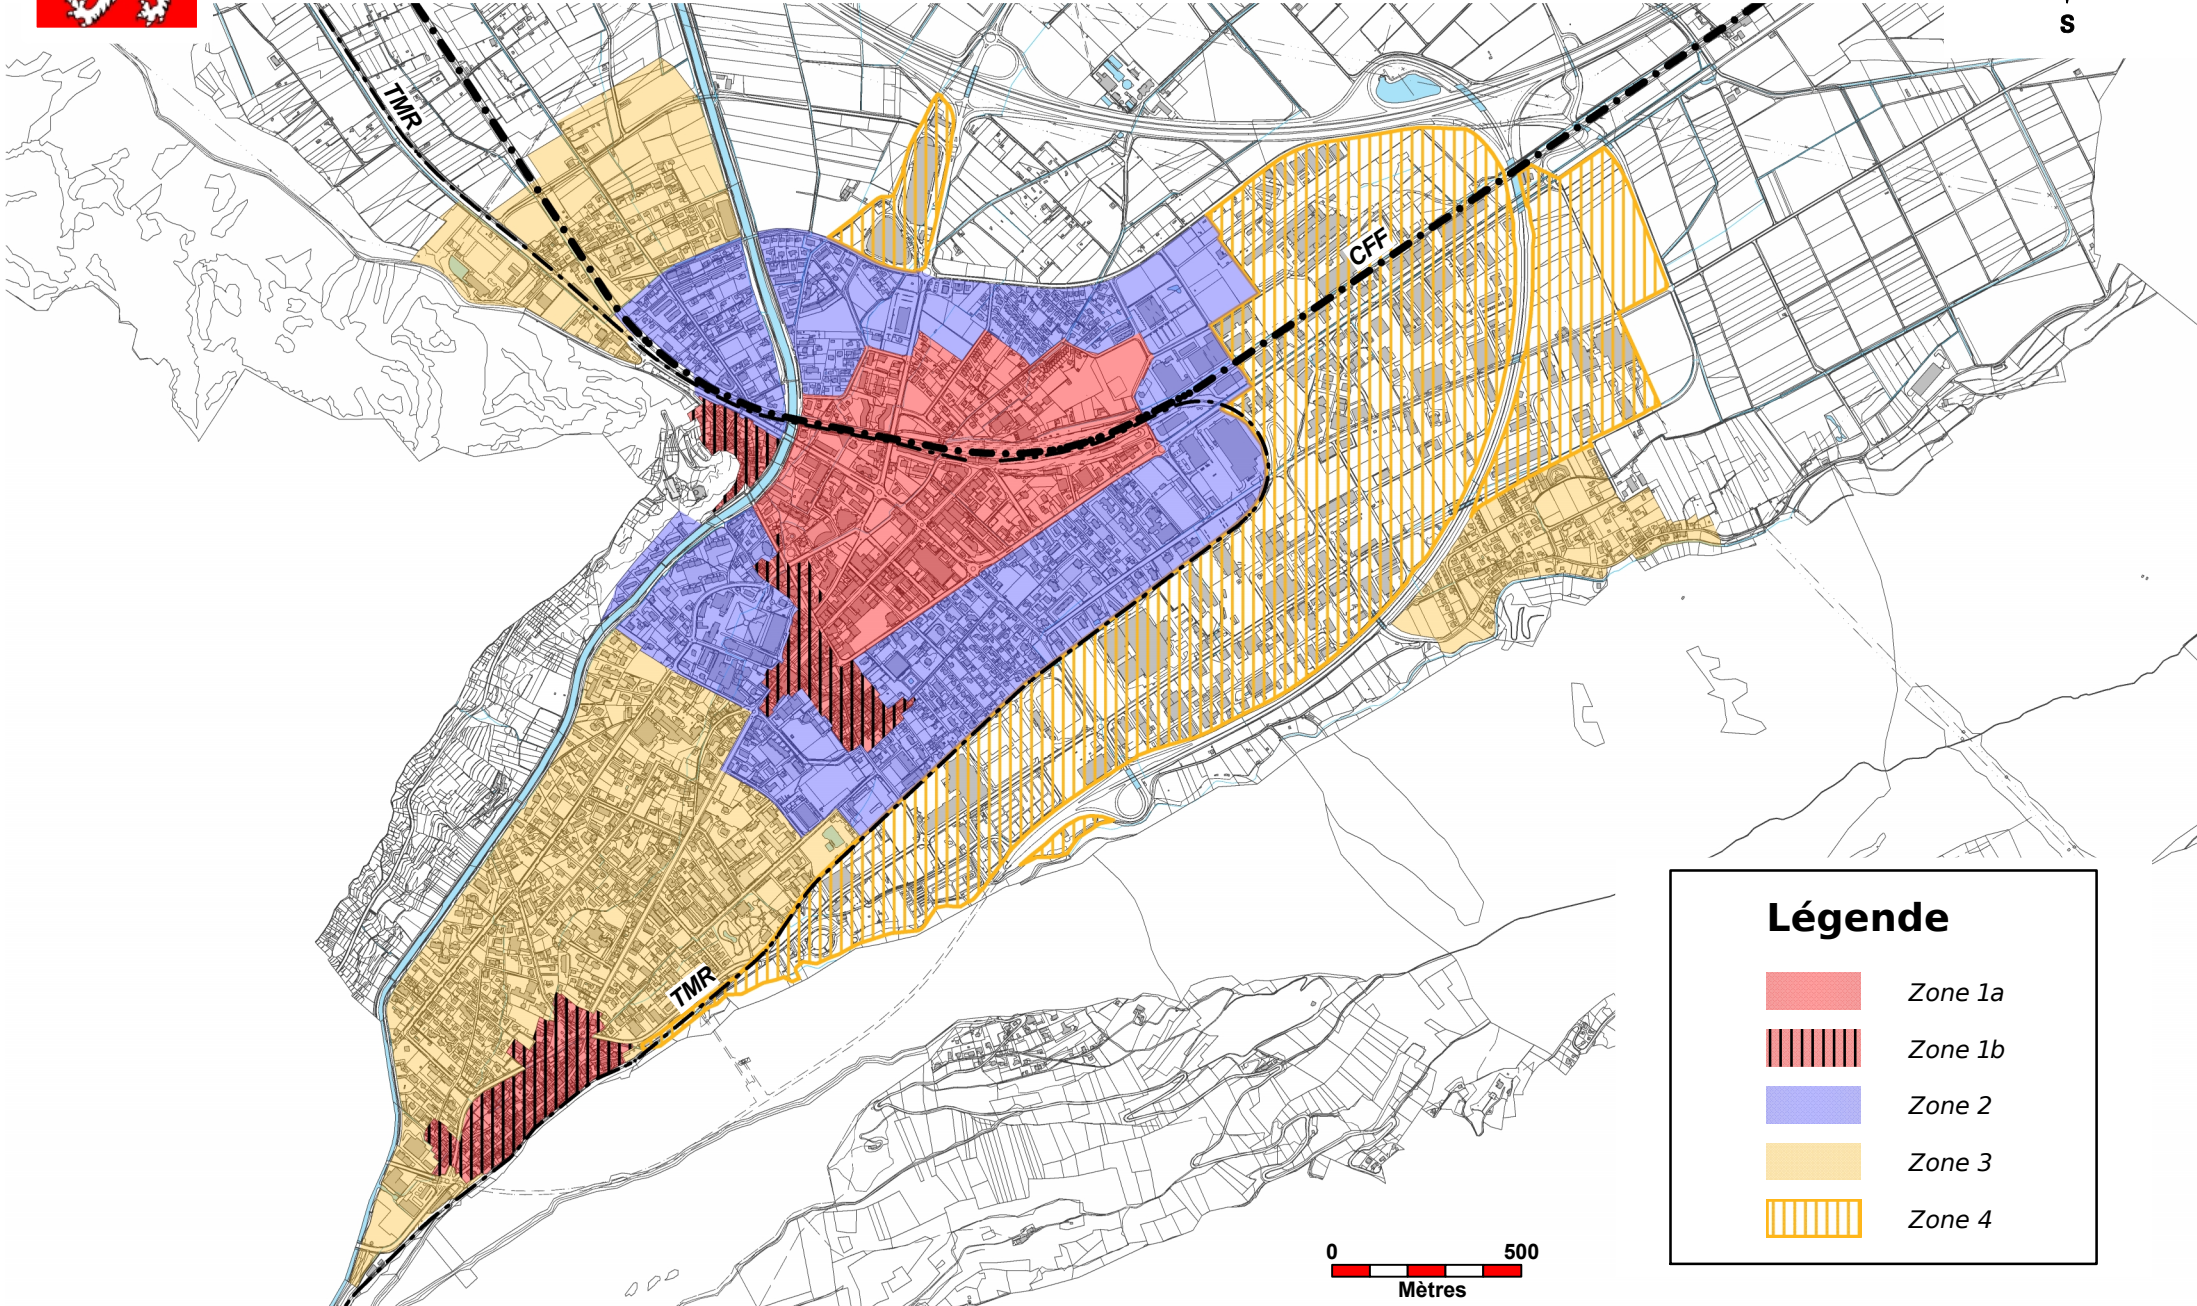 S
TMR
CFF
TMR
Légende
Zone 1a
Zone 1b
Zone 2
Zone 3
Zone 4
0 500
Mètres